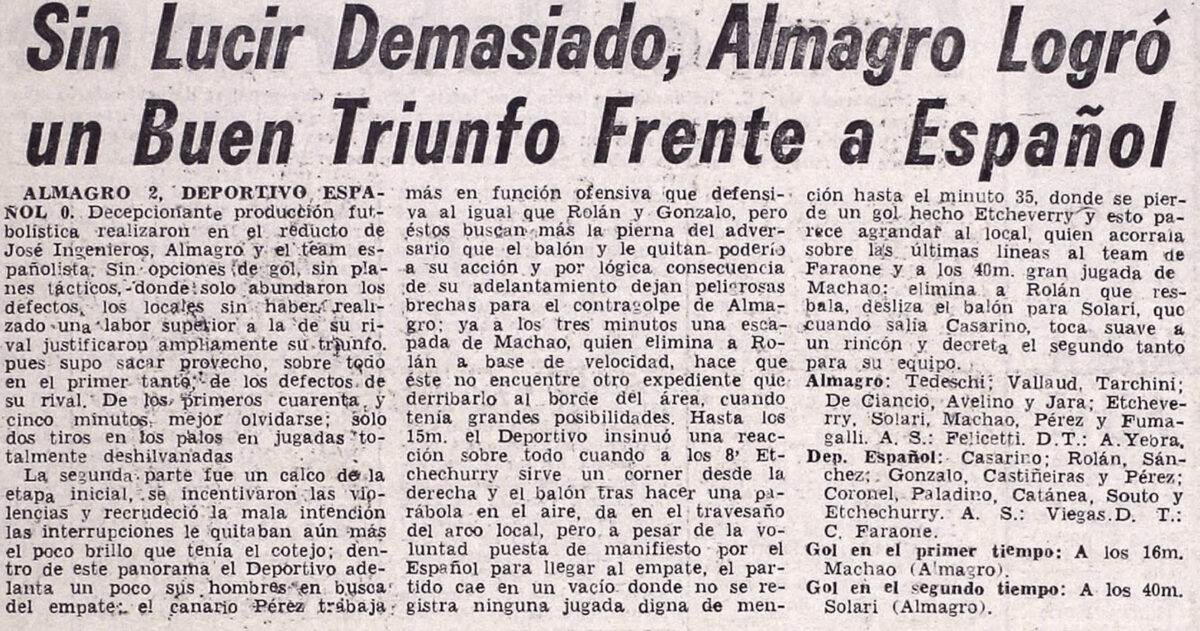 Sin Lucir Demasiado, Almagro Logró
un Buen Triunfo Frente a Español
ALMAGRO 2, DEPORTIVO ESPA-
ÑOL 0. Decepcionante producción fut-
bolística realizaron en el reducto de
José Ingenieros, Almagro y el team es-
pañolista. Sin opciones de gol, sin pla-
nes tácticos, donde solo abundaron los
defectos, los locales sin haber reali-
zado una labor superior a la de su ri-
val justificarop ampliamente su triunfo.
pues supo sacar provecho, sobre todo
en el primer tanto, de los defectos de
su rival. De los primeros cuarenta y
cinco minutos mejor olvidarse; sólo
dos tiros en los palos en jugadas to-
talmente deshilvanadas
La segunda parte fue un calco de la
etapa inicial, se incentivaron las vio-
lencias y recrudeció la mala intención
las interrupciones le quitaban aún más
el poco brillo que tenía el cotejo; den-
tro de este panorama el Deportivo ade-
lanta un poco sus hombres en busca
del empate; el canario Pérez trabaja
más en función ofensiva que defensi-
va al igual que Rolán y Gonzalo, pero
éstos buscan más la pierna del adver-
sario que el balón y le quitan poderío
a su acción y por lógica consecuencia
de su adelantamiento dejan peligrosas
brechas para el contragolpe de Alma-
gro; ya a los tres minutos una esca-
pada de Machao, quien elimina a Ro-
lán a base de velocidad, hace que
éste no encuentre otro expediente que
derribarlo al borde del área, cuando
tenía grandes posibilidades. Hasta los
15m. el Deportivo insinuó una reac-
ción sobre todo cuando a los 8' Et-
chechurry sirve un corner desde la
derecha y el balón tras hacer una pa-
rábola en el aire, da en el travesaño
del arco local, pero a pesar de la vo-
luntad puesta de manifiesto por el
Español para llegar al empate, el par-
tido cae en un vacío donde no se re-
gistra ninguna jugada digna de men-
ción hasta el minuto 35, donde se pier-
de un gol hecho Etcheverry y esto pa-
rece agrandar al local, quien acorrala
sobre las últimas líneas al team de
Faraone y a los 40m. gran jugada de
Machao; elimina a Rolán que res-
bala, desliza el balón para Solari, que
cuando salía Casarino, toca suave a
un rincón y decreta el segundo tanto
para su equipo.
Almagro: Tedeschi; Vallaud, Tarchini;
De Ciancio, Avelino y Jara; Etcheve-
rry, Solari, Machao, Pérez y Fuma-
galli. A. S.: Felicetti. D.T.: A. Yebra.
Dep. Español: Casarino; Rolán, Sán-
chez; Gonzalo, Castiñeiras y Pérez;
Coronel, Paladino, Catánea, Souto y
Etchechurry. A. S.: Viegas. D. T.:
C. Faraone.
Gol en el primer tiempo: A los 16m.
Machao (Almagro).
Gol en el segundo tiempo: A los 40m.
Solari (Almagro).